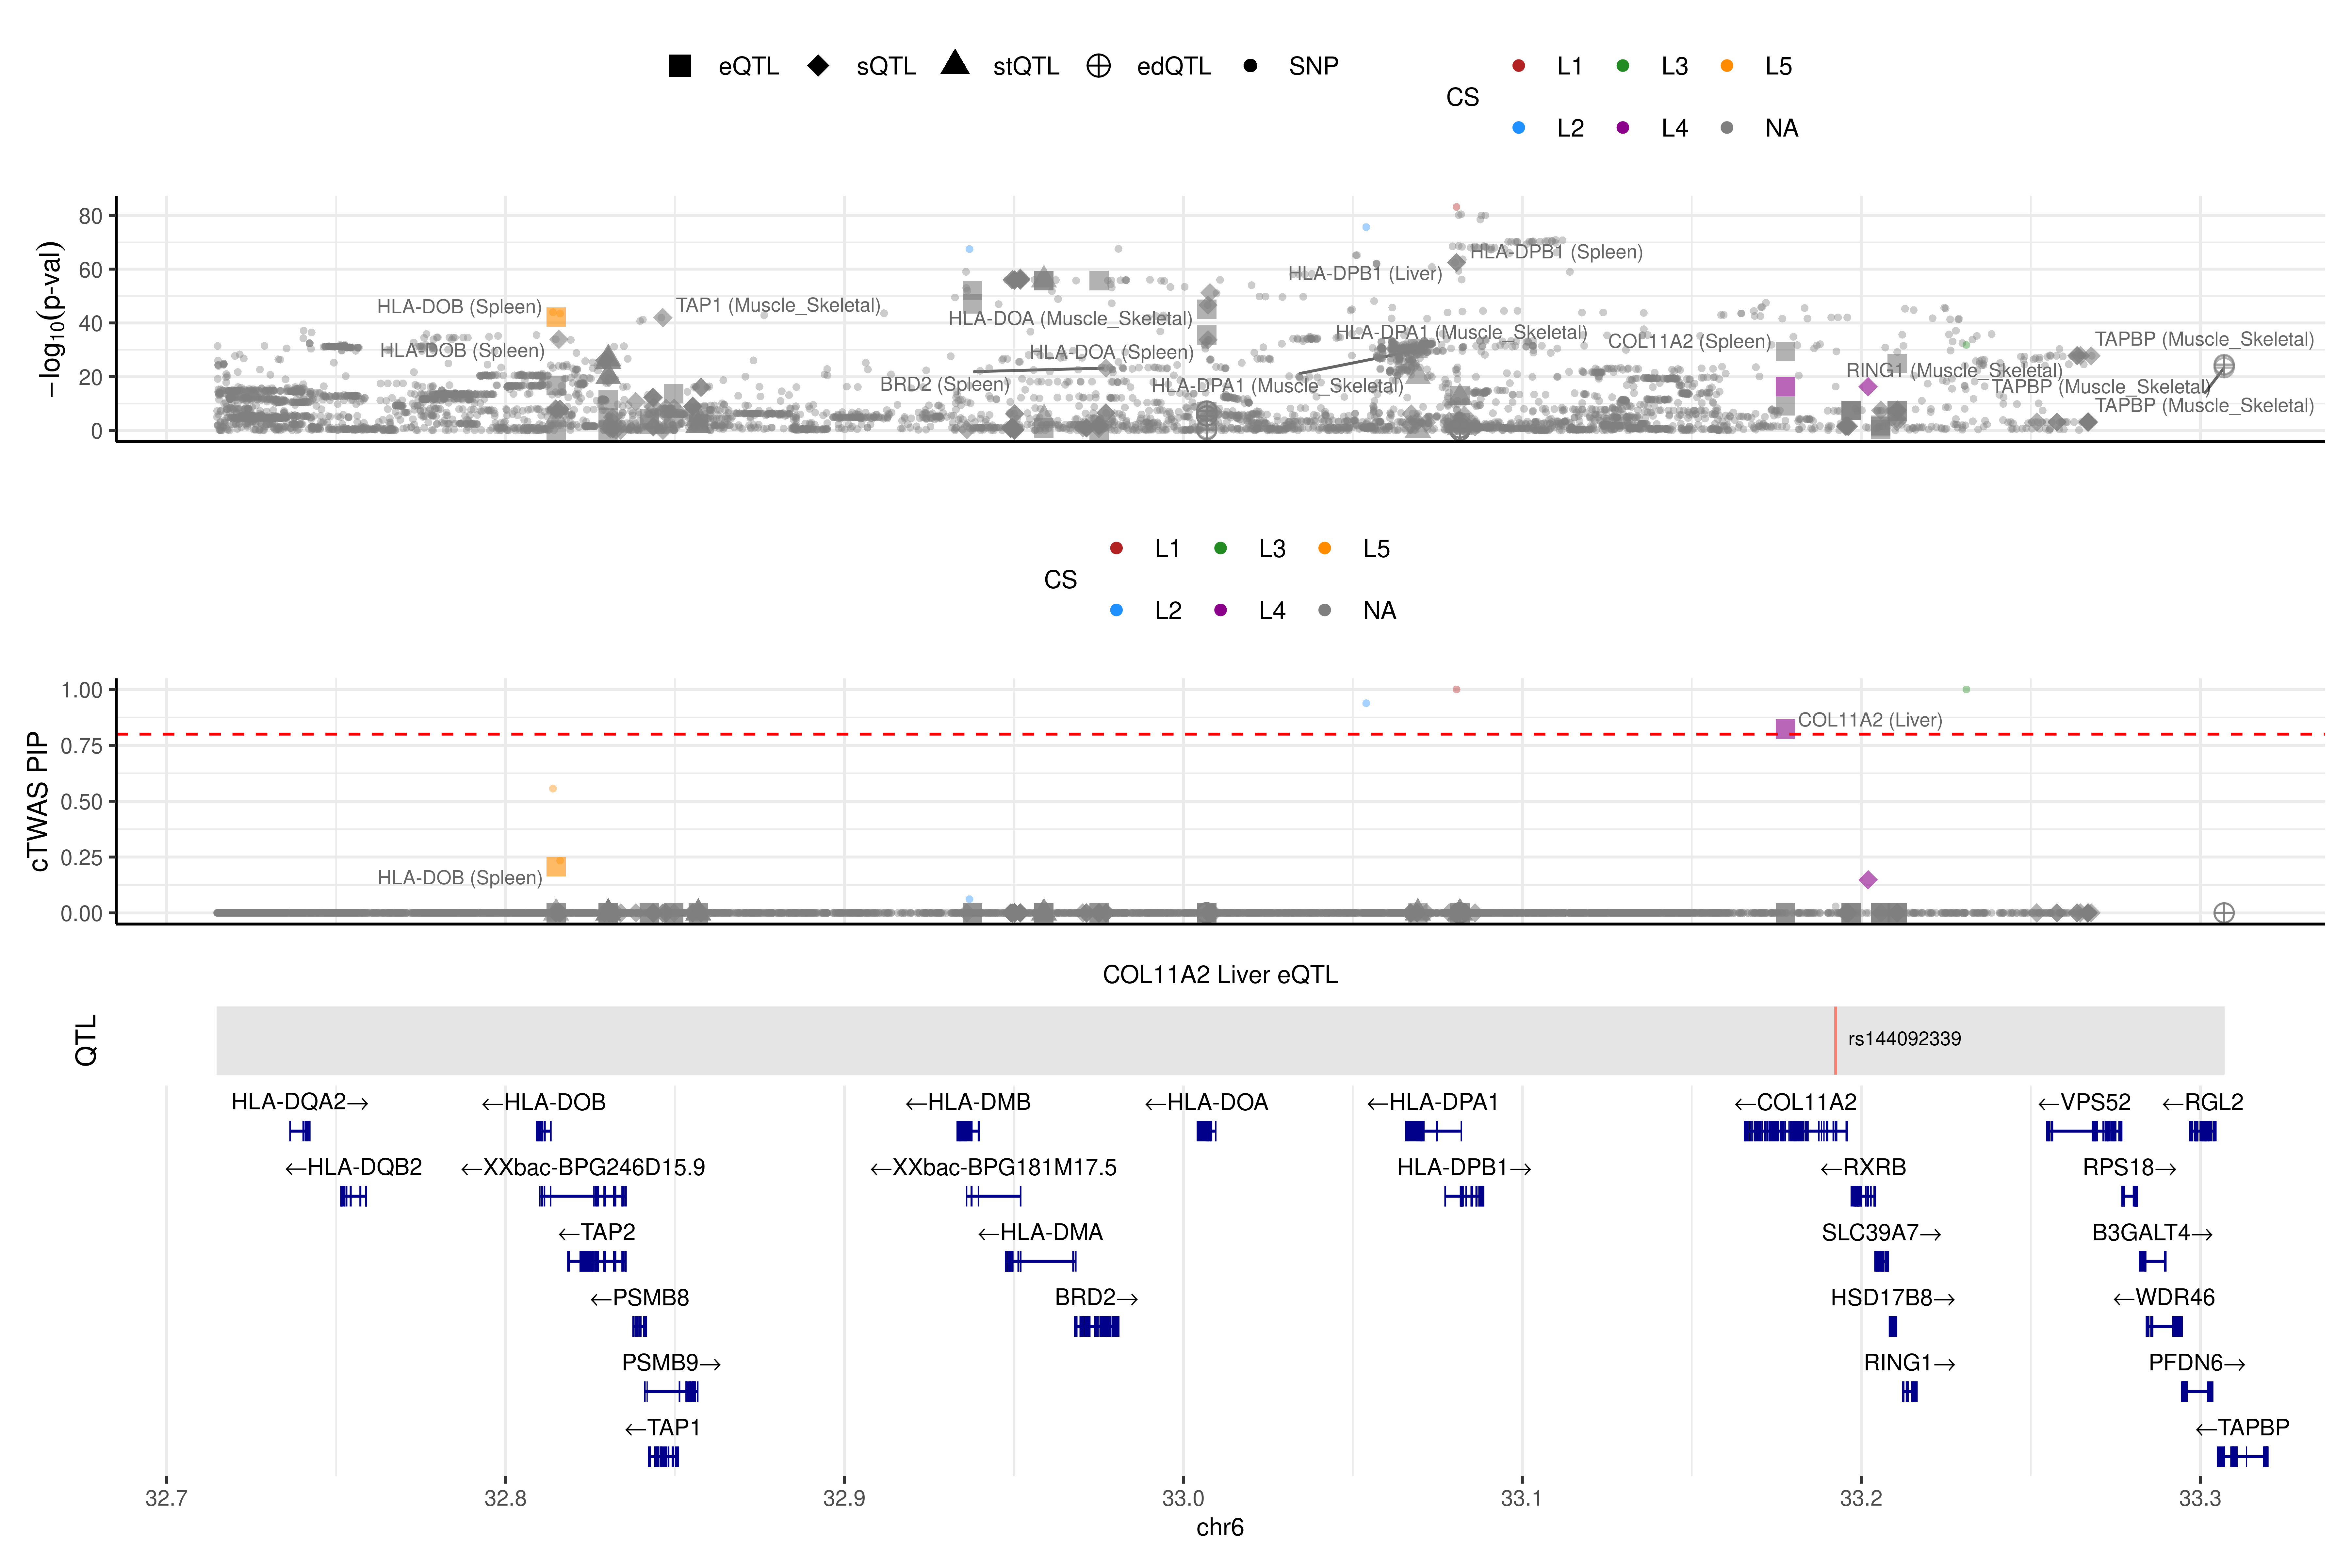 eQTL sQTL stQTL edQTL SNP
CS
L1 L3 L5
L2 L4 NA
−log10(p-val)
80
60
40
20
0
HLA-DPB1 (Spleen)
HLA-DPB1 (Liver)
HLA-DOB (Spleen)
TAP1 (Muscle_Skeletal)
HLA-DOA (Muscle_Skeletal)
HLA-DPA1 (Muscle_Skeletal)
COL11A2 (Spleen)
TAPBP (Muscle_Skeletal)
HLA-DOB (Spleen)
HLA-DOA (Spleen)
RING1 (Muscle_Skeletal)
BRD2 (Spleen)
HLA-DPA1 (Muscle_Skeletal)
TAPBP (Muscle_Skeletal)
TAPBP (Muscle_Skeletal)
CS
L1 L3 L5
L2 L4 NA
cTWAS PIP
1.00
0.75
0.50
0.25
0.00
COL11A2 (Liver)
HLA-DOB (Spleen)
COL11A2 Liver eQTL
QTL
rs144092339
HLA-DQA2→ ←HLA-DOB ←HLA-DMB ←HLA-DOA ←HLA-DPA1 ←COL11A2 ←VPS52 ←RGL2
←HLA-DQB2 ←XXbac-BPG246D15.9 ←XXbac-BPG181M17.5 HLA-DPB1→ ←RXRB RPS18→
←TAP2 ←HLA-DMA SLC39A7→ B3GALT4→
←PSMB8 BRD2→ HSD17B8→ ←WDR46
PSMB9→ RING1→ PFDN6→
←TAP1 ←TAPBP
32.7 32.8 32.9 33.0 33.1 33.2 33.3
chr6